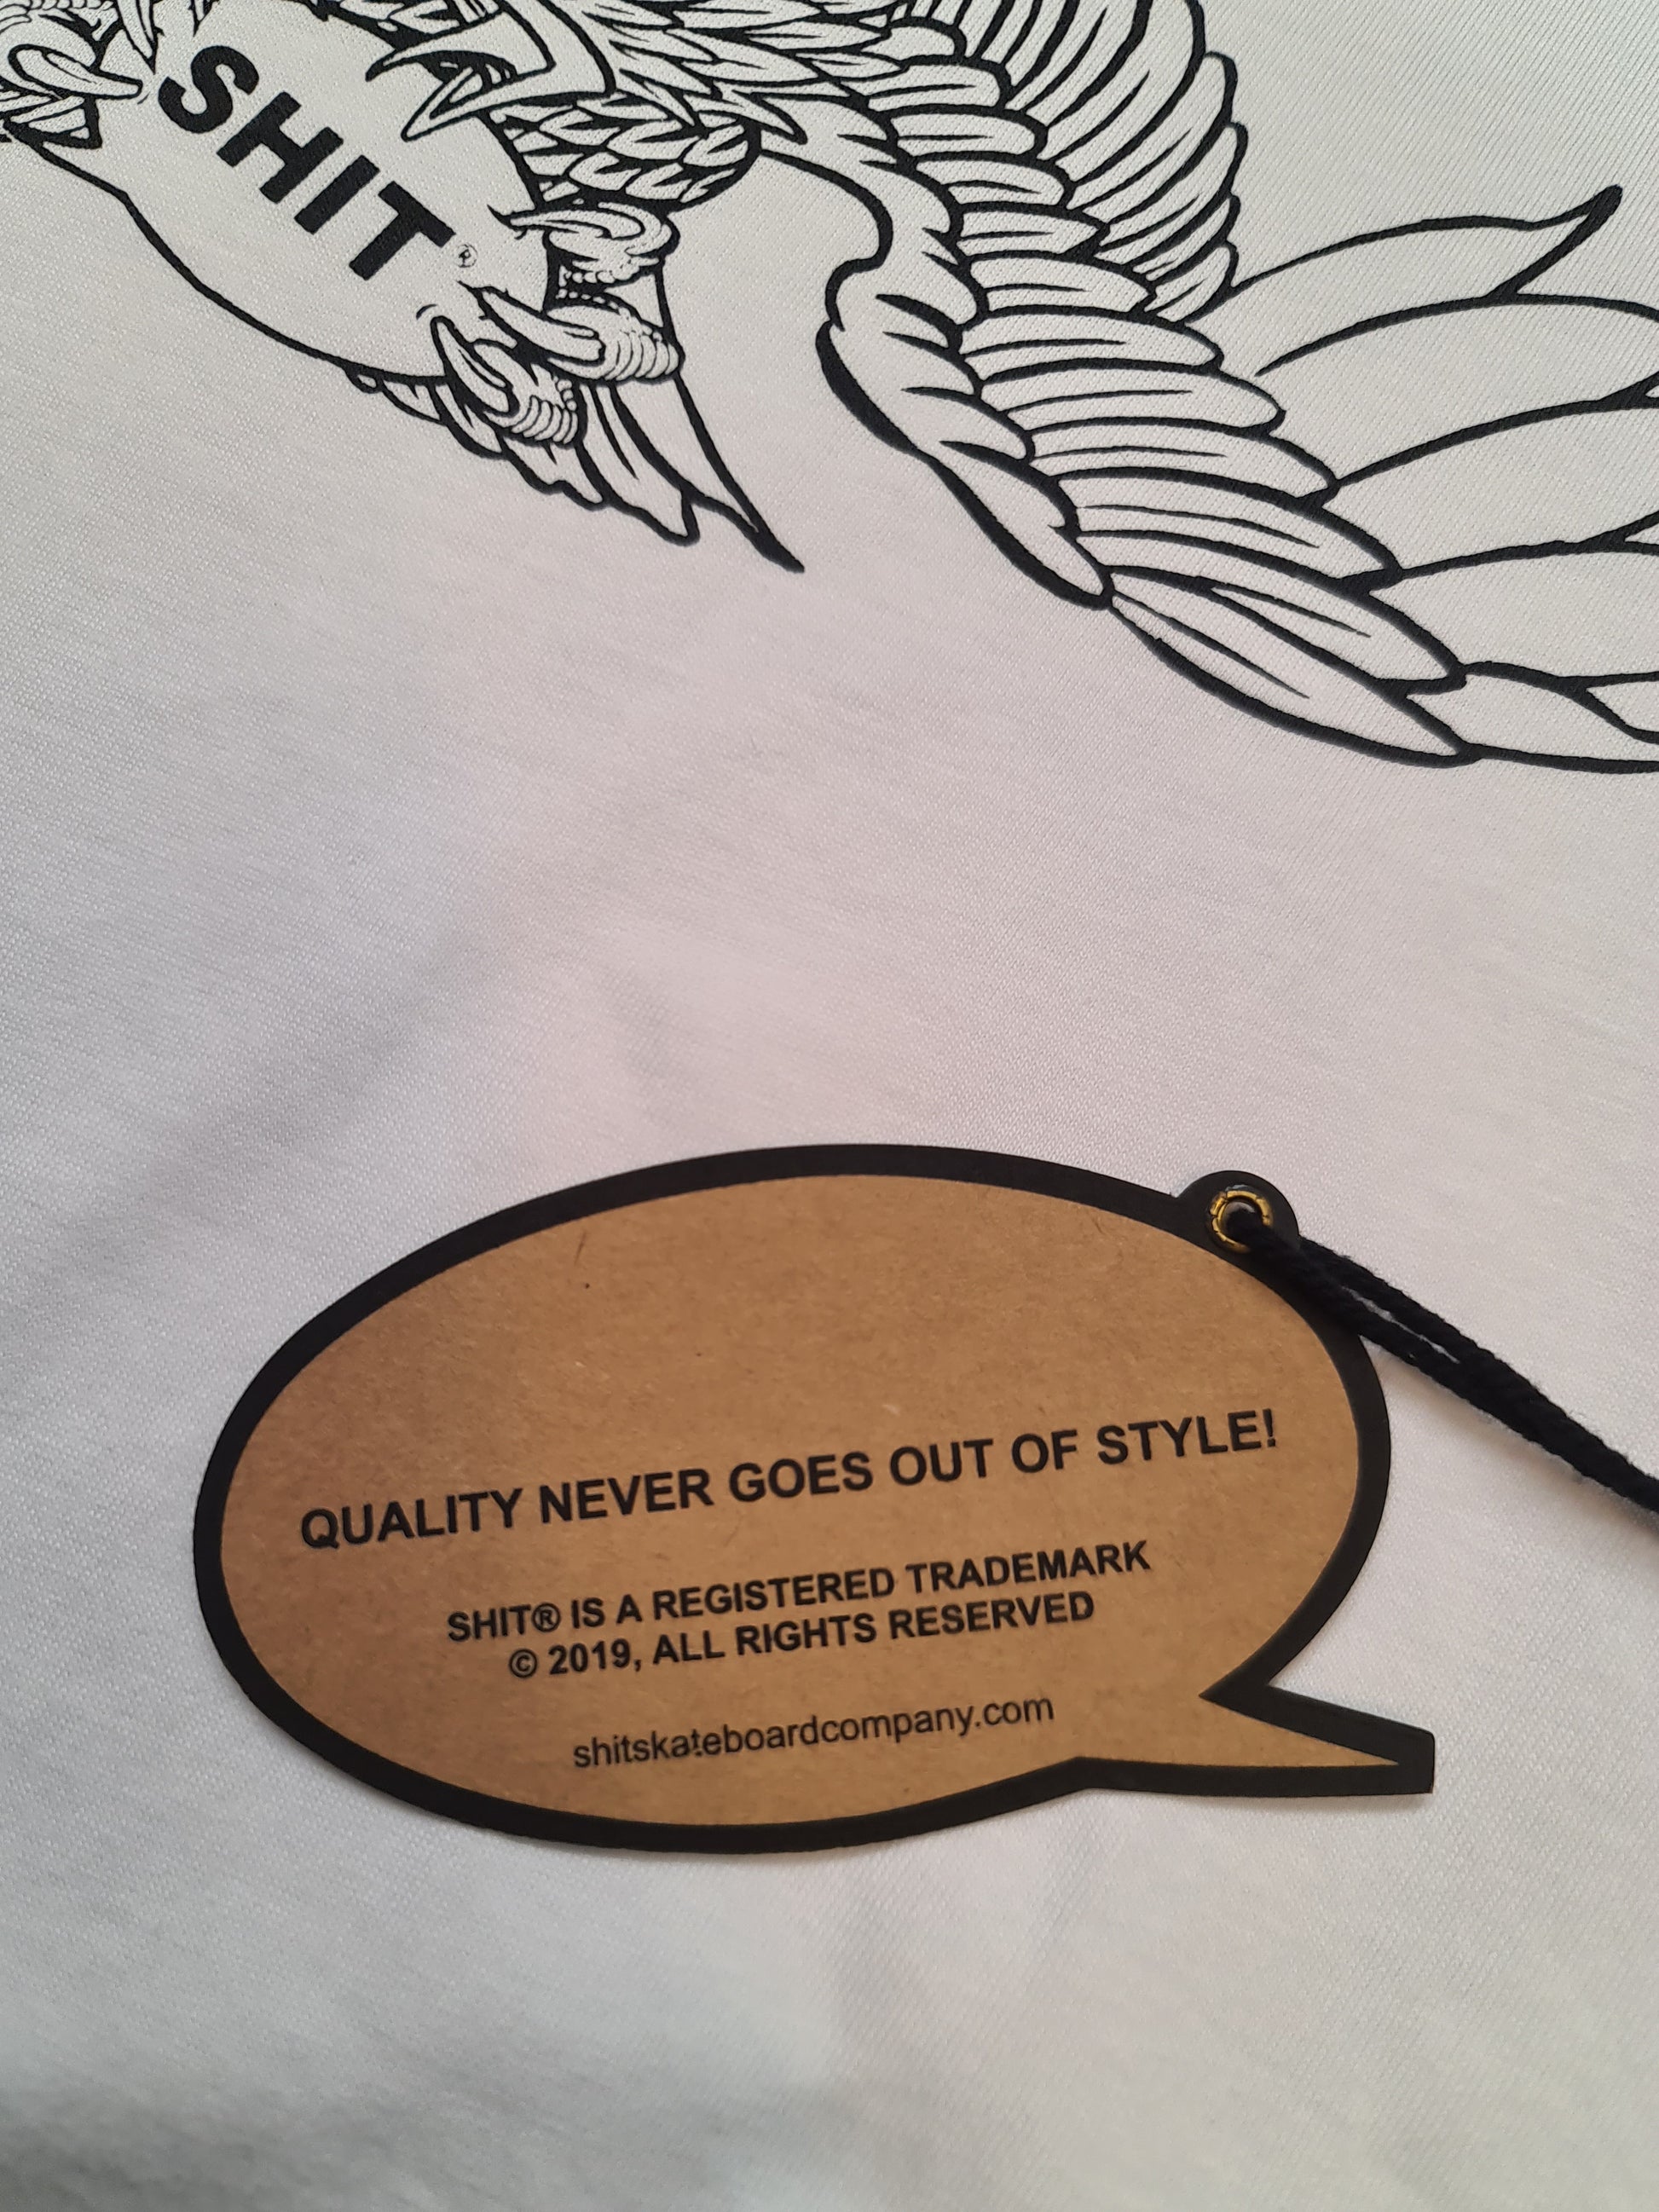 SHIT®
QUALITY NEVER GOES OUT OF STYLE!
SHIT® IS A REGISTERED TRADEMARK
© 2019, ALL RIGHTS RESERVED
shitskateboardcompany.com